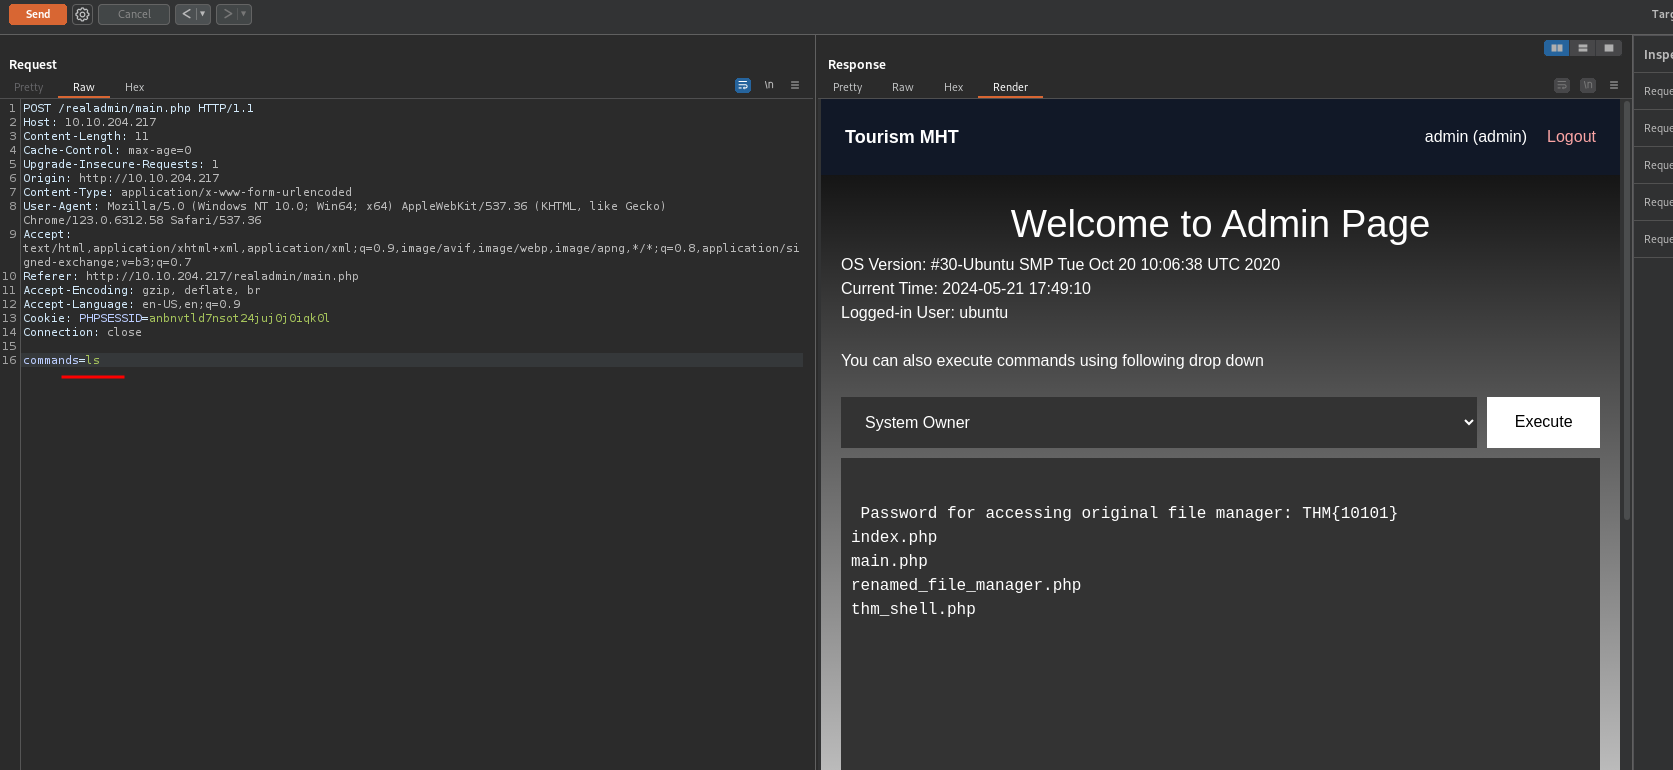 Send
Cancel
<
>
Targ
Request
Pretty
Raw
Hex
\n
1 POST /realadmin/main.php HTTP/1.1
2 Host: 10.10.204.217
3 Content-Length: 11
4 Cache-Control: max-age=0
5 Upgrade-Insecure-Requests: 1
6 Origin: http://10.10.204.217
7 Content-Type: application/x-www-form-urlencoded
8 User-Agent: Mozilla/5.0 (Windows NT 10.0; Win64; x64) AppleWebKit/537.36 (KHTML, like Gecko)
Chrome/123.0.6312.58 Safari/537.36
9 Accept:
text/html,application/xhtml+xml,application/xml;q=0.9,image/avif,image/webp,image/apng,*/*;q=0.8,application/si
gned-exchange;v=b3;q=0.7
10 Referer: http://10.10.204.217/realadmin/main.php
11 Accept-Encoding: gzip, deflate, br
12 Accept-Language: en-US,en;q=0.9
13 Cookie: PHPSESSID=anbnvtld7nsot24juj0j0iqk0l
14 Connection: close
15
16 commands=ls
Response
Pretty
Raw
Hex
Render
\n
Tourism MHT
admin (admin)
Logout
Welcome to Admin Page
OS Version: #30-Ubuntu SMP Tue Oct 20 10:06:38 UTC 2020
Current Time: 2024-05-21 17:49:10
Logged-in User: ubuntu
You can also execute commands using following drop down
System Owner
Execute
Password for accessing original file manager: THM{10101}
index.php
main.php
renamed_file_manager.php
thm_shell.php
Inspe
Reque
Reque
Reque
Reque
Reque